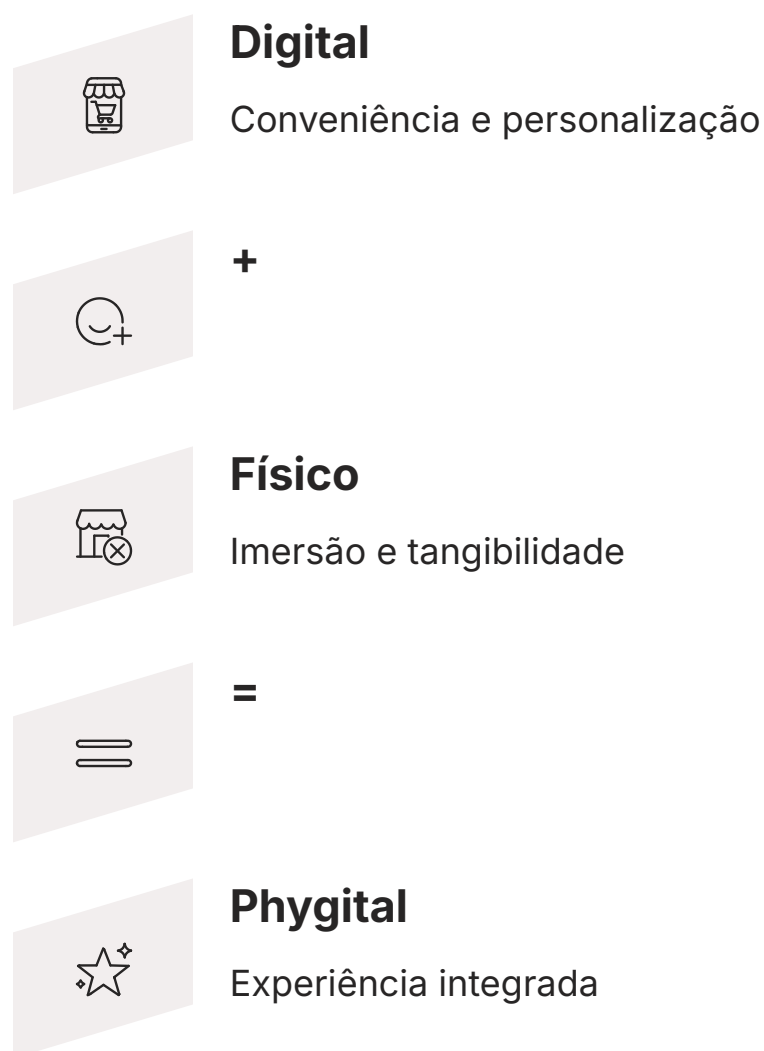 Digital
Conveniência e personalização
+
Físico
Imersão e tangibilidade
=
Phygital
Experiência integrada